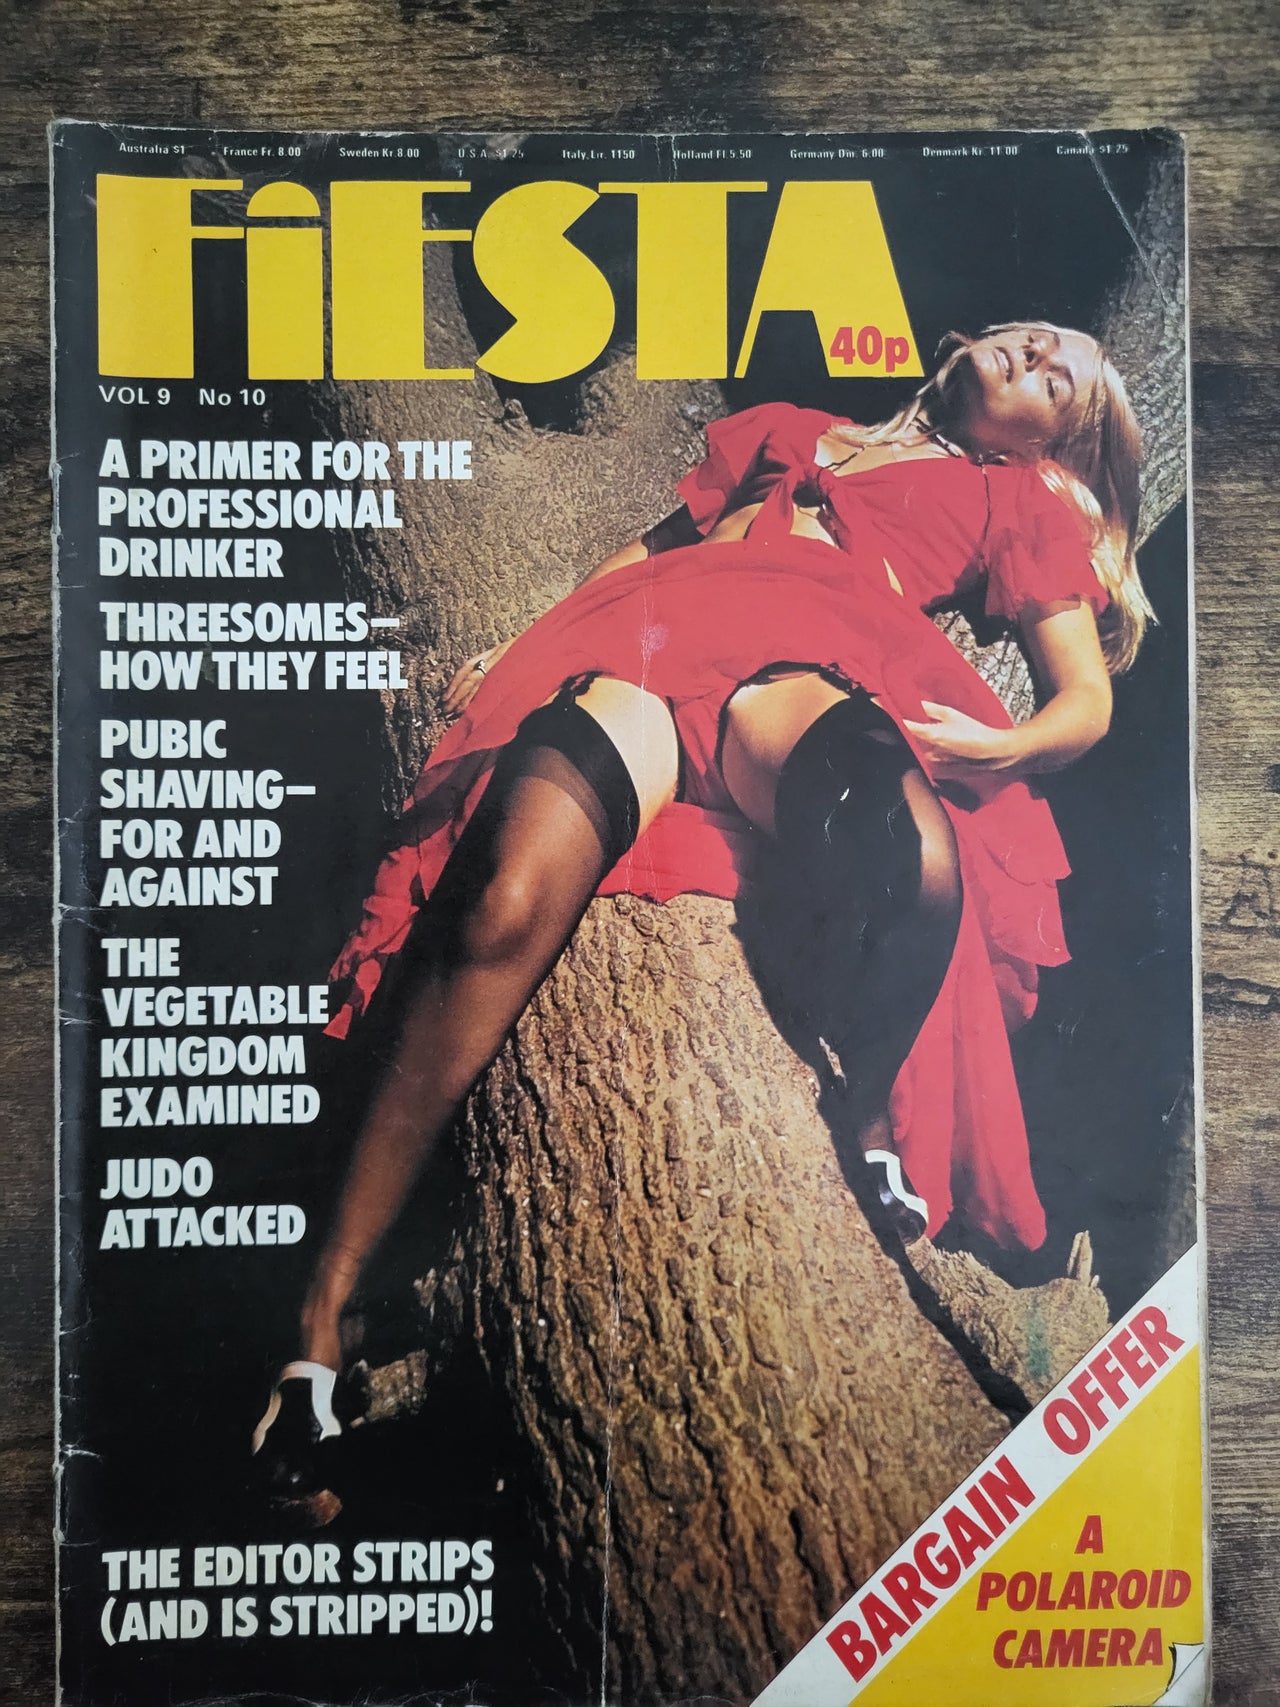 Australia $1 France Fr. 8.00 Sweden Kr. 8.00 U.S.A. $1.25 Italy, Lir. 1150 Holland Fl 5.50 Germany Dm. 6.00 Denmark Kr. 11.00 Canada $1.25
FiESTA
40p
VOL 9 No 10
A PRIMER FOR THE
PROFESSIONAL
DRINKER
THREESOMES–
HOW THEY FEEL
PUBIC
SHAVING–
FOR AND
AGAINST
THE
VEGETABLE
KINGDOM
EXAMINED
JUDO
ATTACKED
THE EDITOR STRIPS
(AND IS STRIPPED)!
BARGAIN OFFER
A
POLAROID
CAMERA